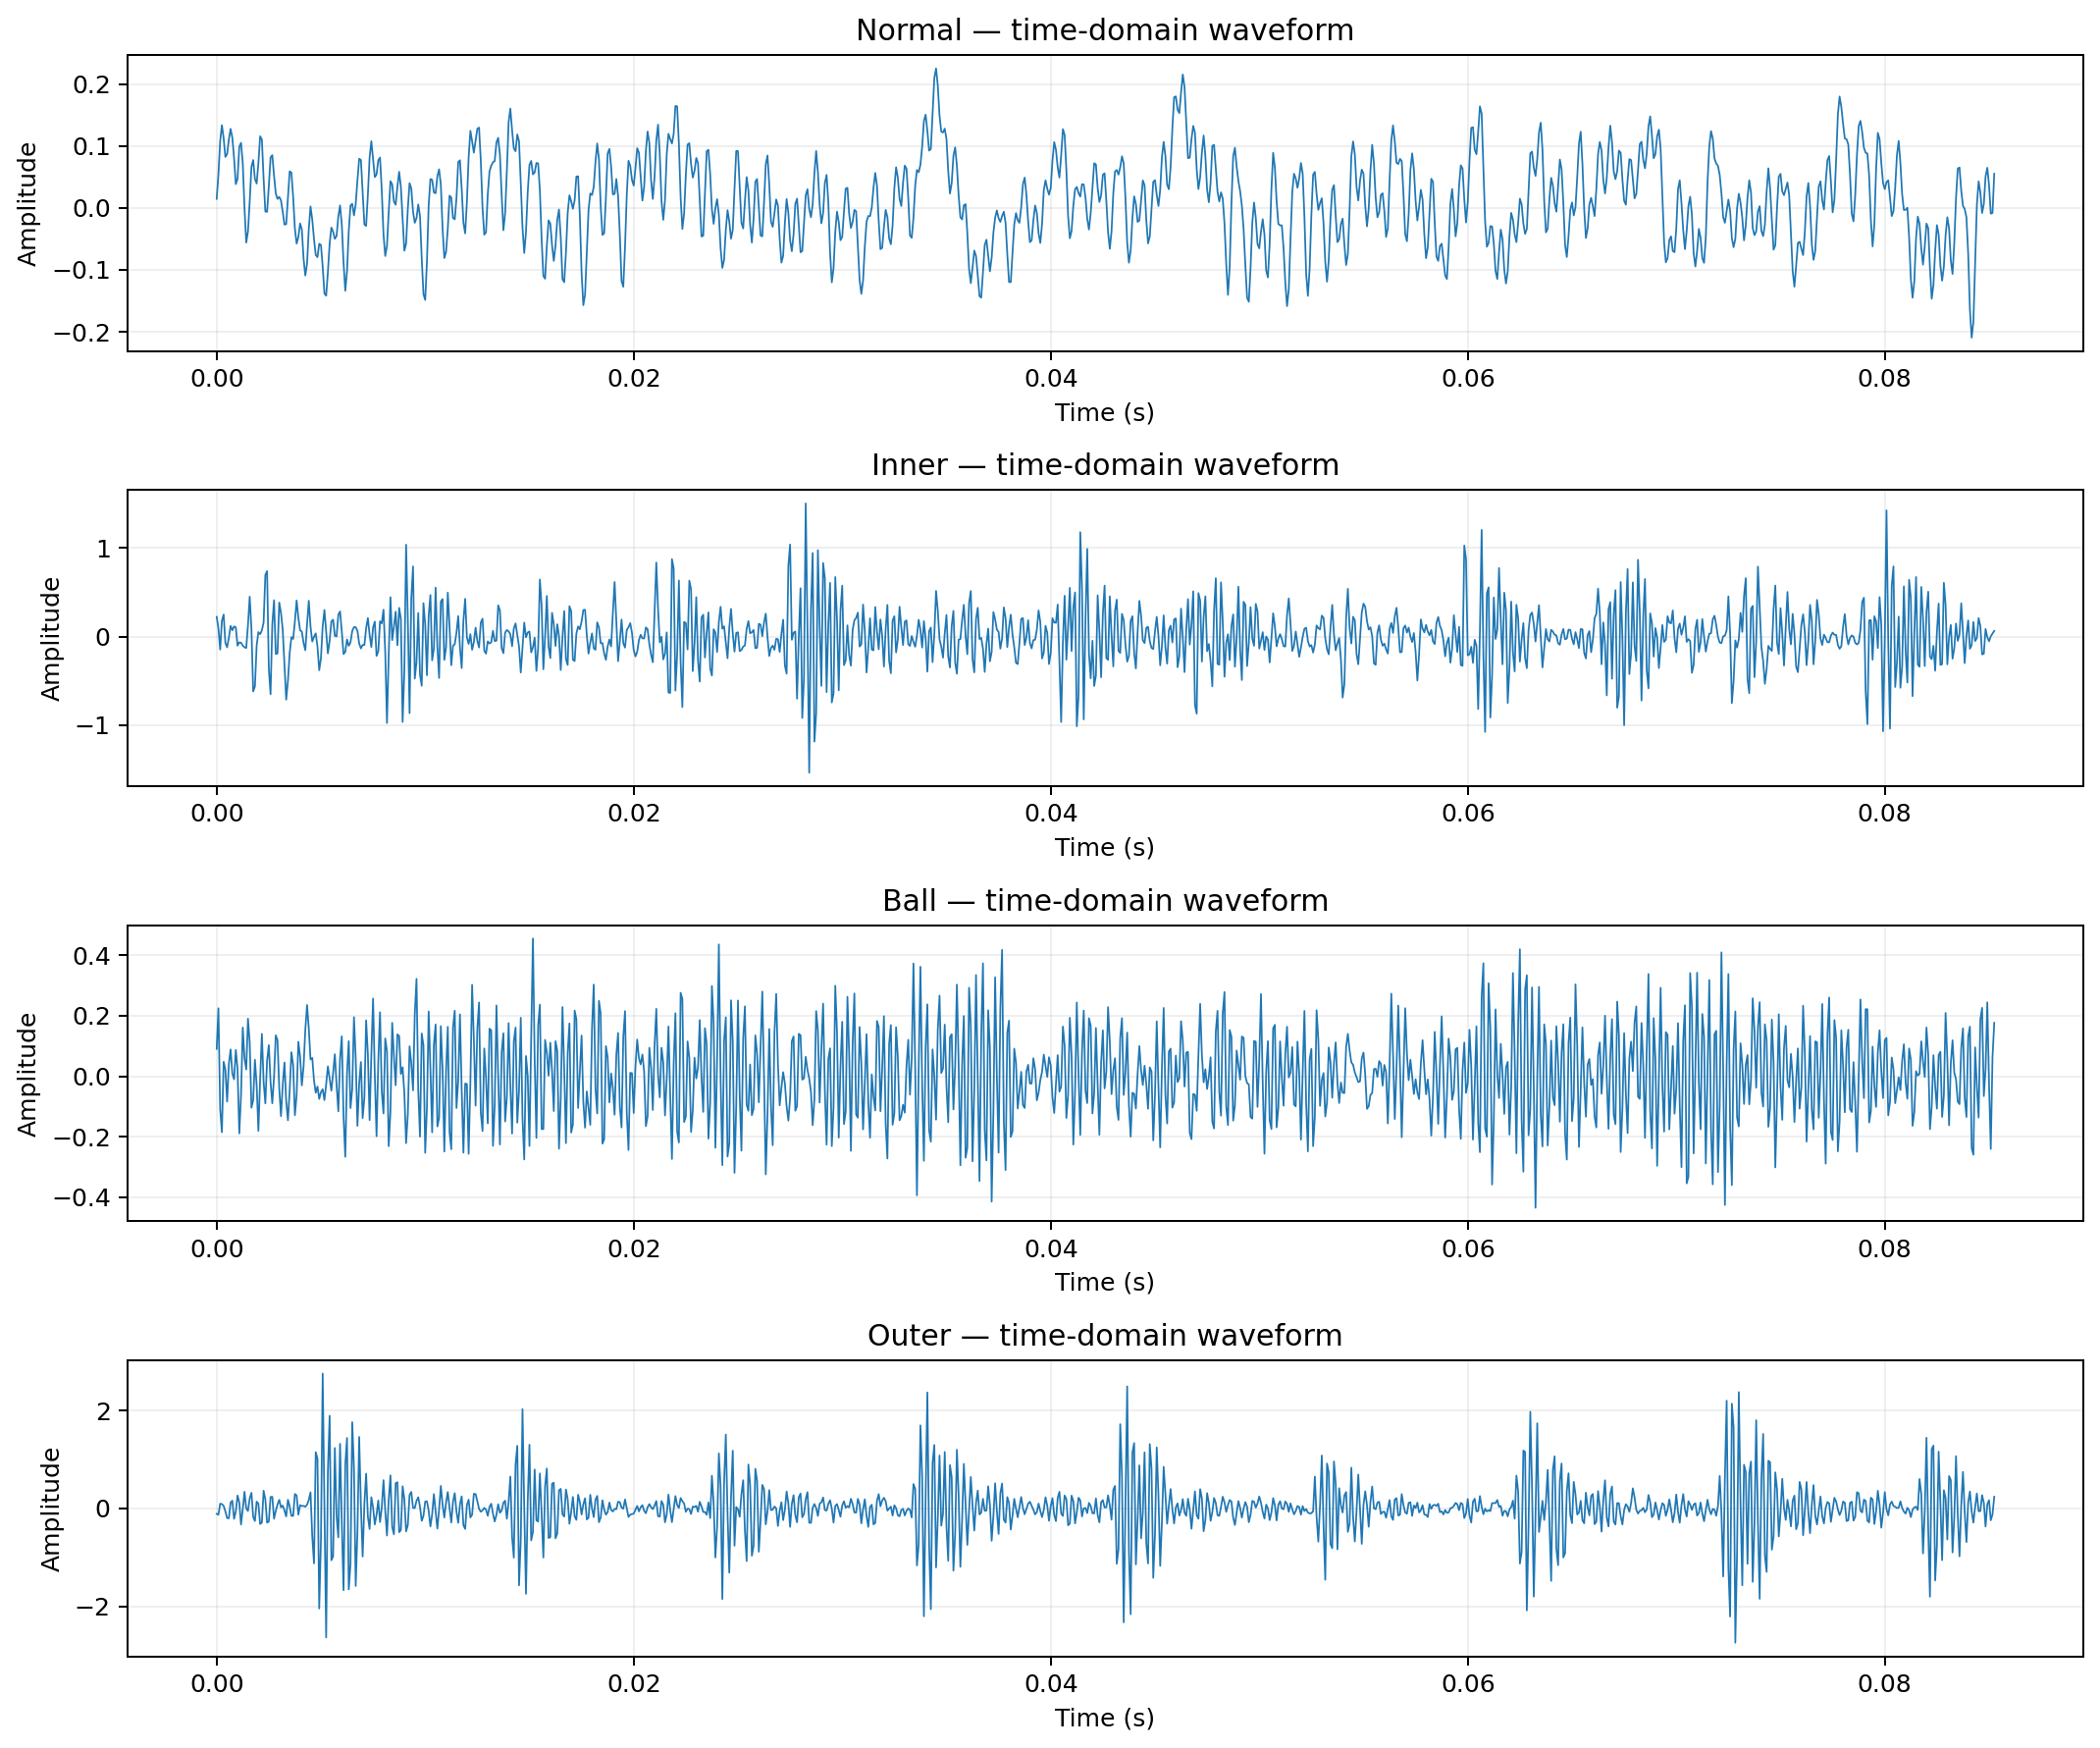 Normal — time-domain waveform
Amplitude
0.2
0.1
0.0
−0.1
−0.2
0.00 0.02 0.04 0.06 0.08
Time (s)
Inner — time-domain waveform
Amplitude
1
0
−1
0.00 0.02 0.04 0.06 0.08
Time (s)
Ball — time-domain waveform
Amplitude
0.4
0.2
0.0
−0.2
−0.4
0.00 0.02 0.04 0.06 0.08
Time (s)
Outer — time-domain waveform
Amplitude
2
0
−2
0.00 0.02 0.04 0.06 0.08
Time (s)